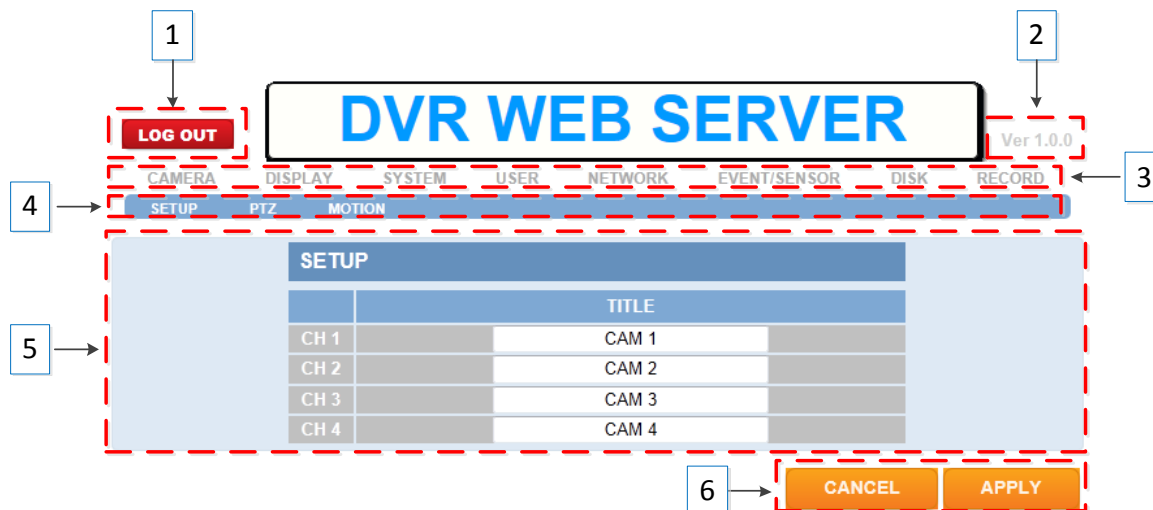 1
2
DVR WEB SERVER
LOG OUT
Ver 1.0.0
CAMERA DISPLAY SYSTEM USER NETWORK EVENT/SENSOR DISK RECORD
3
4
SETUP PTZ MOTION
SETUP
TITLE
CH 1 CAM 1
5
CH 2 CAM 2
CH 3 CAM 3
CH 4 CAM 4
6
CANCEL APPLY